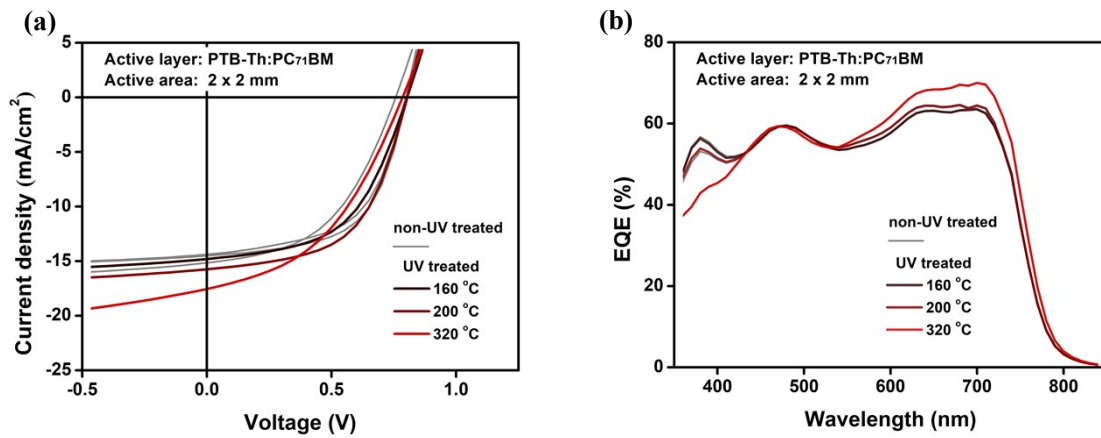 (a)
Active layer: PTB-Th:PC₇₁BM
Active area: 2 x 2 mm
5
0
-5
-10
-15
-20
-25
-0.5
0.0
0.5
1.0
Current density (mA/cm²)
Voltage (V)
non-UV treated
UV treated
160 °C
200 °C
320 °C
(b)
Active layer: PTB-Th:PC₇₁BM
Active area: 2 x 2 mm
80
60
40
20
0
400
500
600
700
800
EQE (%)
Wavelength (nm)
non-UV treated
UV treated
160 °C
200 °C
320 °C